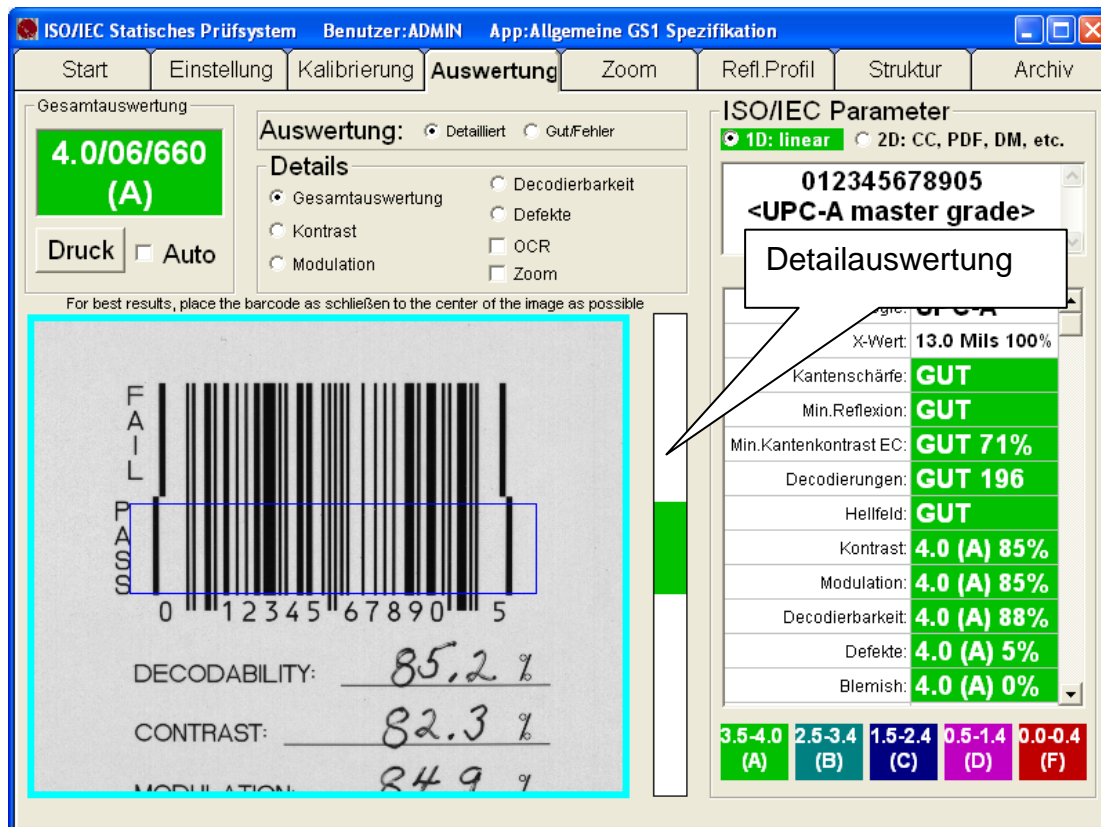 ISO/IEC Statisches Prüfsystem Benutzer:ADMIN App:Allgemeine GS1 Spezifikation
Start Einstellung Kalibrierung Auswertung Zoom Refl.Profil Struktur Archiv
Gesamtauswertung
4.0/06/660
(A)
Druck Auto
Auswertung: Detailliert Gut/Fehler
Details
Gesamtauswertung
Kontrast
Modulation
Decodierbarkeit
Defekte
OCR
Zoom
For best results, place the barcode as schließen to the center of the image as possible
FAIL
PASS
0 12345 67890 5
DECODABILITY: 85.2 %
CONTRAST: 82.3 %
MODULATION: 84.9 %
Detailauswertung
ISO/IEC Parameter
1D: linear 2D: CC, PDF, DM, etc.
012345678905
<UPC-A master grade>
UPC-A
X-Wert: 13.0 Mils 100%
Kantenschärfe: GUT
Min.Reflexion: GUT
Min.Kantenkontrast EC: GUT 71%
Decodierungen: GUT 196
Hellfeld: GUT
Kontrast: 4.0 (A) 85%
Modulation: 4.0 (A) 85%
Decodierbarkeit: 4.0 (A) 88%
Defekte: 4.0 (A) 5%
Blemish: 4.0 (A) 0%
3.5-4.0 2.5-3.4 1.5-2.4 0.5-1.4 0.0-0.4
(A) (B) (C) (D) (F)